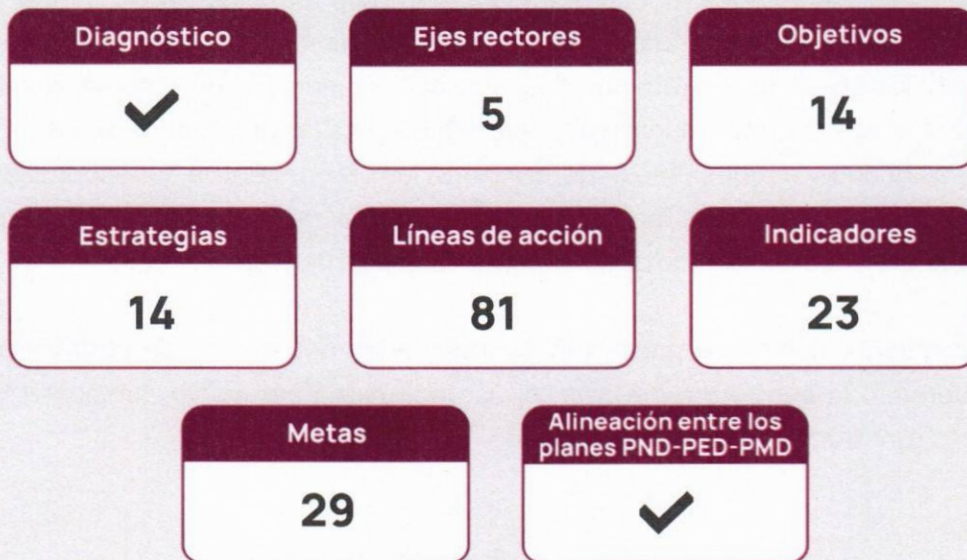 Diagnóstico
Ejes rectores
Objetivos
5
14
Estrategias
Líneas de acción
Indicadores
14
81
23
Metas
Alineación entre los
planes PND-PED-PMD
29